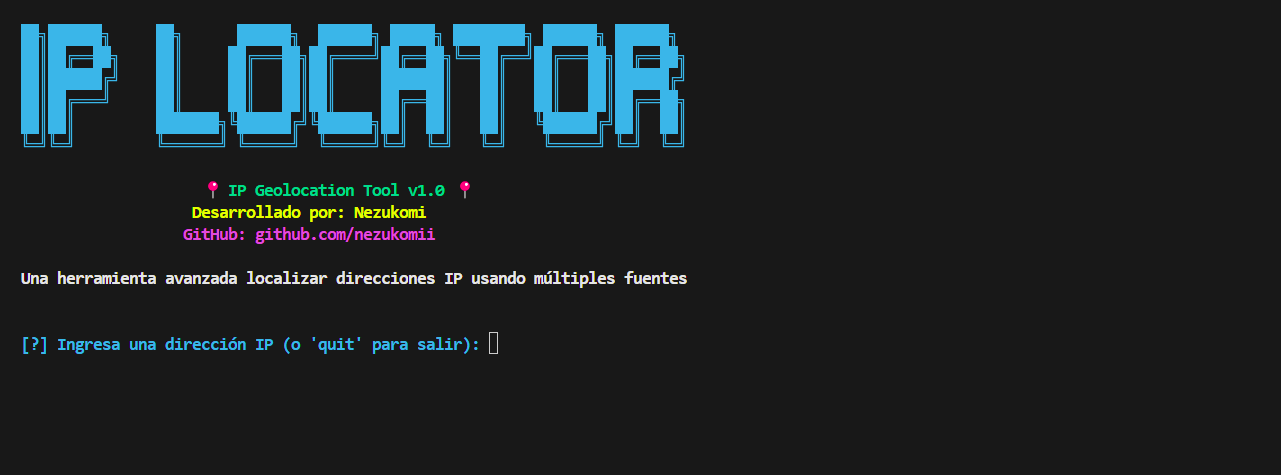 IP LOCATOR
📍 IP Geolocation Tool v1.0 📍
Desarrollado por: Nezukomi
GitHub: github.com/nezukomii
Una herramienta avanzada localizar direcciones IP usando múltiples fuentes
[?] Ingresa una dirección IP (o 'quit' para salir):